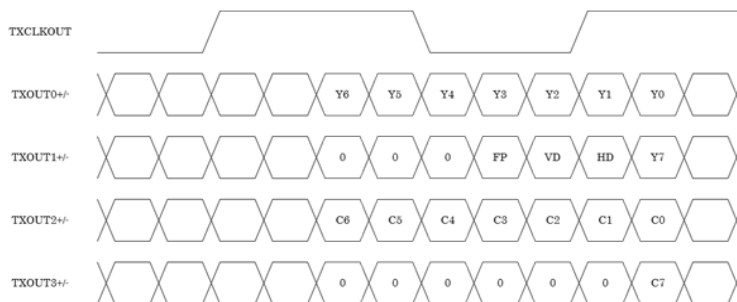 TXCLKOUT
TXOUT0+/- Y6 Y5 Y4 Y3 Y2 Y1 Y0
TXOUT1+/- 0 0 0 FP VD HD Y7
TXOUT2+/- C6 C5 C4 C3 C2 C1 C0
TXOUT3+/- 0 0 0 0 0 0 C7